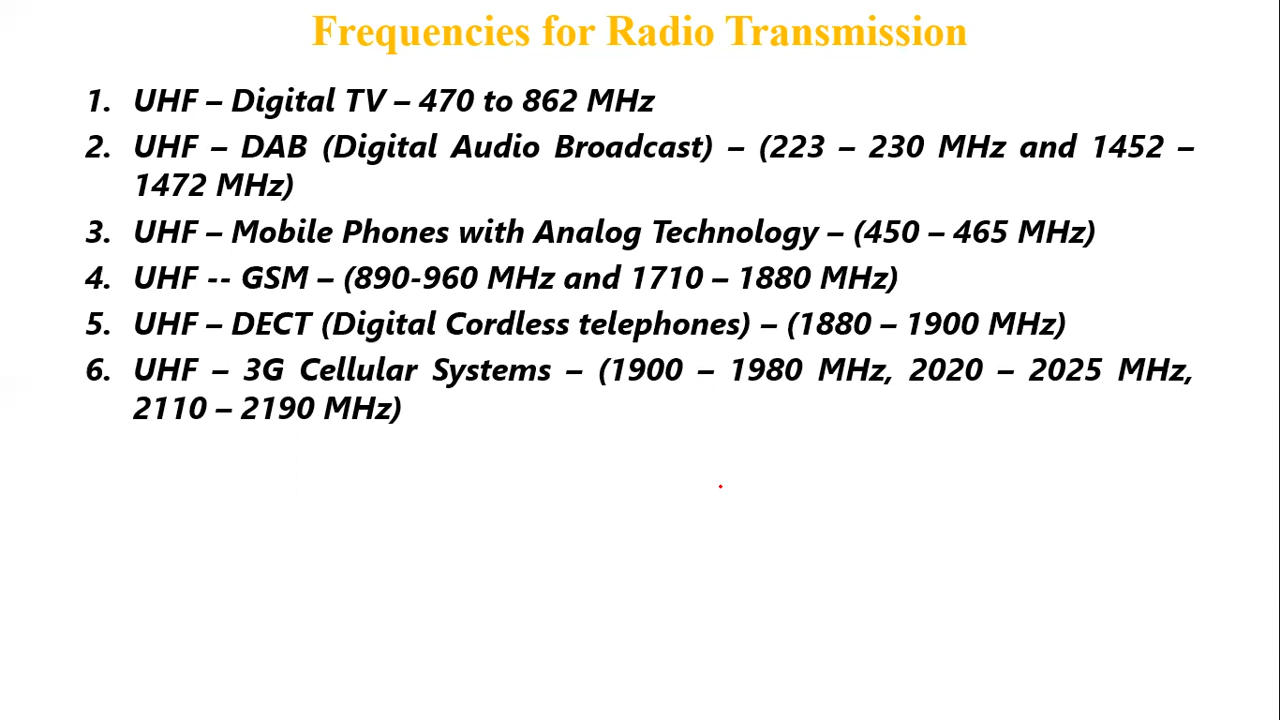 Frequencies for Radio Transmission
1. UHF – Digital TV – 470 to 862 MHz
2. UHF – DAB (Digital Audio Broadcast) – (223 – 230 MHz and 1452 –
1472 MHz)
3. UHF – Mobile Phones with Analog Technology – (450 – 465 MHz)
4. UHF -- GSM – (890-960 MHz and 1710 – 1880 MHz)
5. UHF – DECT (Digital Cordless telephones) – (1880 – 1900 MHz)
6. UHF – 3G Cellular Systems – (1900 – 1980 MHz, 2020 – 2025 MHz,
2110 – 2190 MHz)